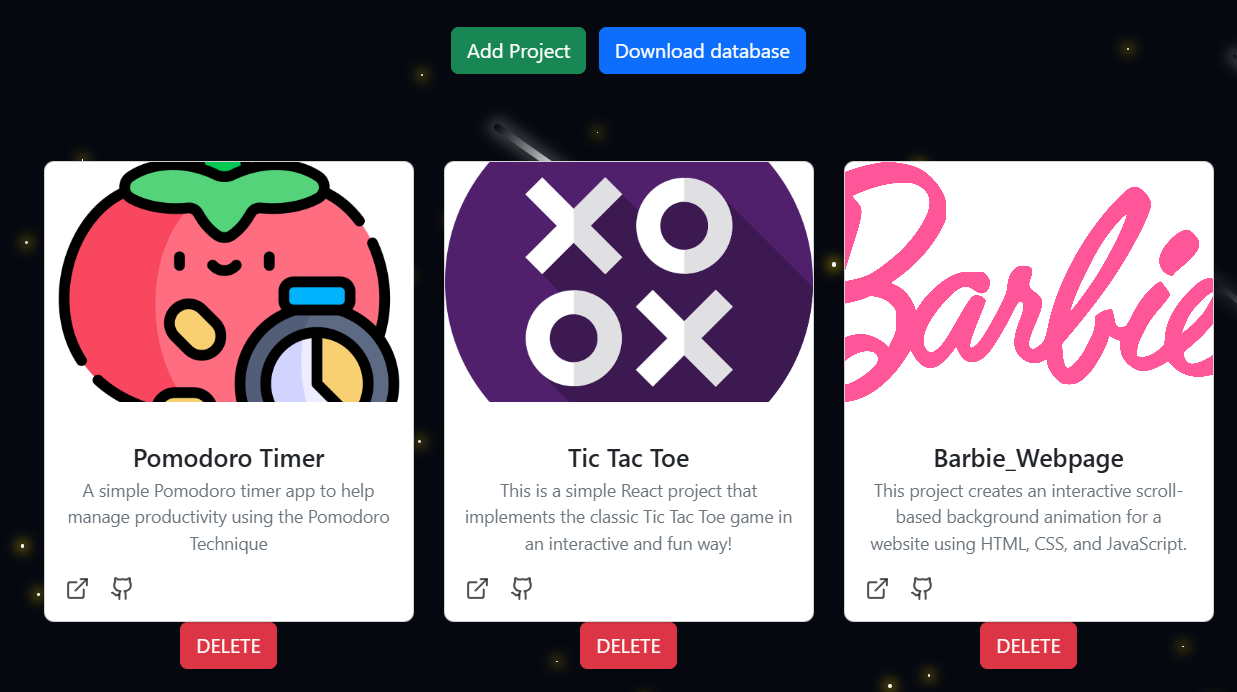 Add Project
Download database
Barbie
Pomodoro Timer
A simple Pomodoro timer app to help
manage productivity using the Pomodoro
Technique
Tic Tac Toe
This is a simple React project that
implements the classic Tic Tac Toe game in
an interactive and fun way!
Barbie_Webpage
This project creates an interactive scroll-
based background animation for a
website using HTML, CSS, and JavaScript.
DELETE
DELETE
DELETE